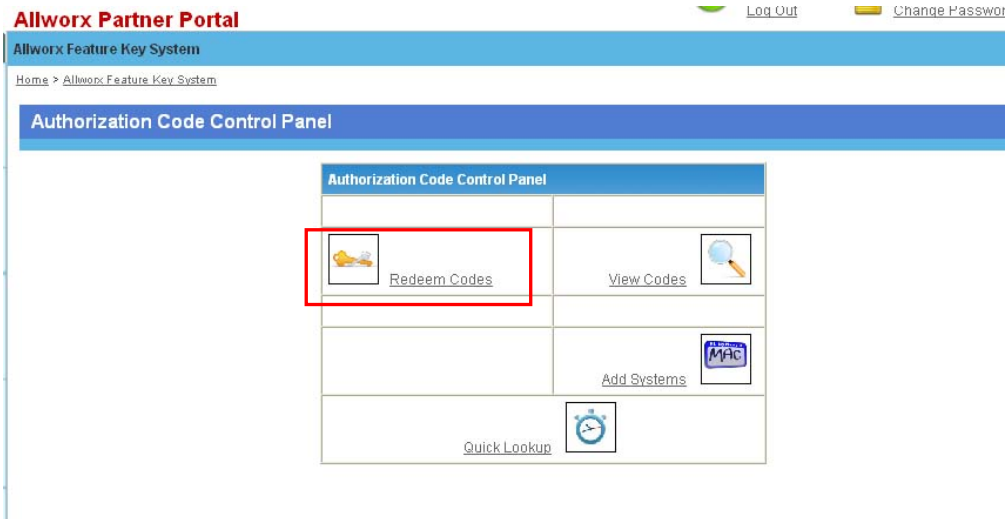 Allworx Partner Portal
Log Out
Change Passwor
Allworx Feature Key System
Home > Allworx Feature Key System
Authorization Code Control Panel
Authorization Code Control Panel
Redeem Codes
View Codes
MAC
Add Systems
Quick Lookup